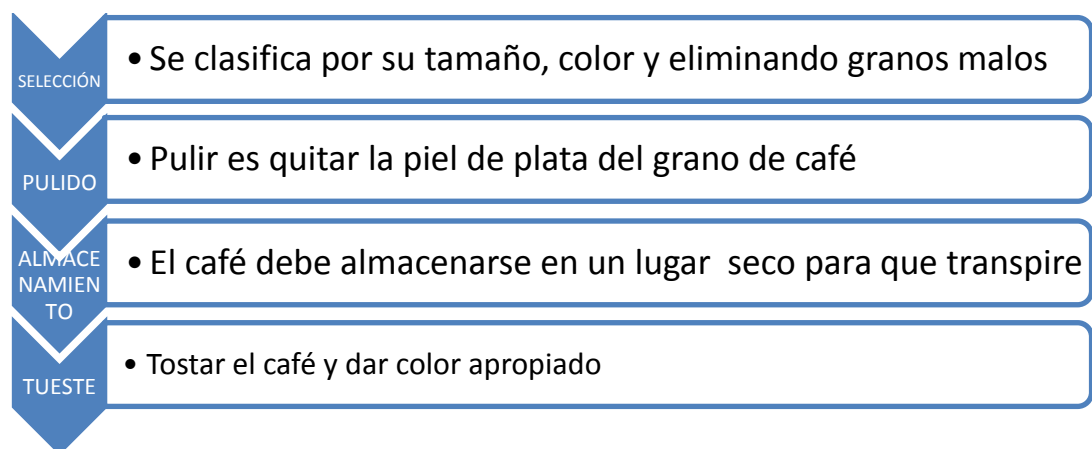 SELECCIÓN
• Se clasifica por su tamaño, color y eliminando granos malos
PULIDO
• Pulir es quitar la piel de plata del grano de café
ALMACE
NAMIEN
TO
• El café debe almacenarse en un lugar seco para que transpire
TUESTE
• Tostar el café y dar color apropiado